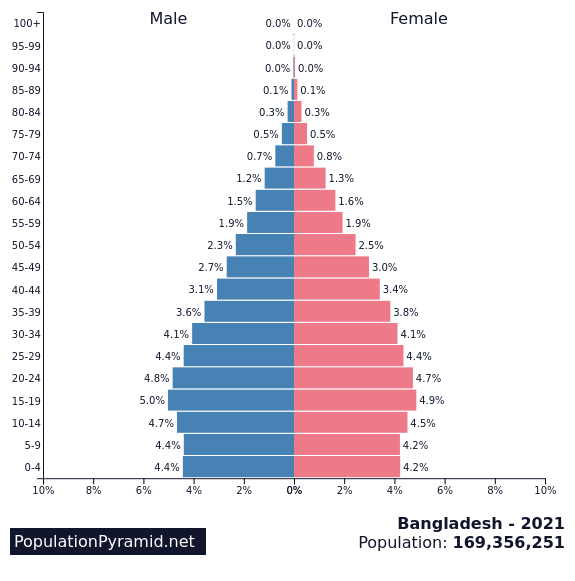 Male Female
100+ 0.0% 0.0%
95-99 0.0% 0.0%
90-94 0.0% 0.0%
85-89 0.1% 0.1%
80-84 0.3% 0.3%
75-79 0.5% 0.5%
70-74 0.7% 0.8%
65-69 1.2% 1.3%
60-64 1.5% 1.6%
55-59 1.9% 1.9%
50-54 2.3% 2.5%
45-49 2.7% 3.0%
40-44 3.1% 3.4%
35-39 3.6% 3.8%
30-34 4.1% 4.1%
25-29 4.4% 4.4%
20-24 4.8% 4.7%
15-19 5.0% 4.9%
10-14 4.7% 4.5%
5-9 4.4% 4.2%
0-4 4.4% 4.2%
10% 8% 6% 4% 2% 0% 2% 4% 6% 8% 10%
Bangladesh - 2021
PopulationPyramid.net Population: 169,356,251